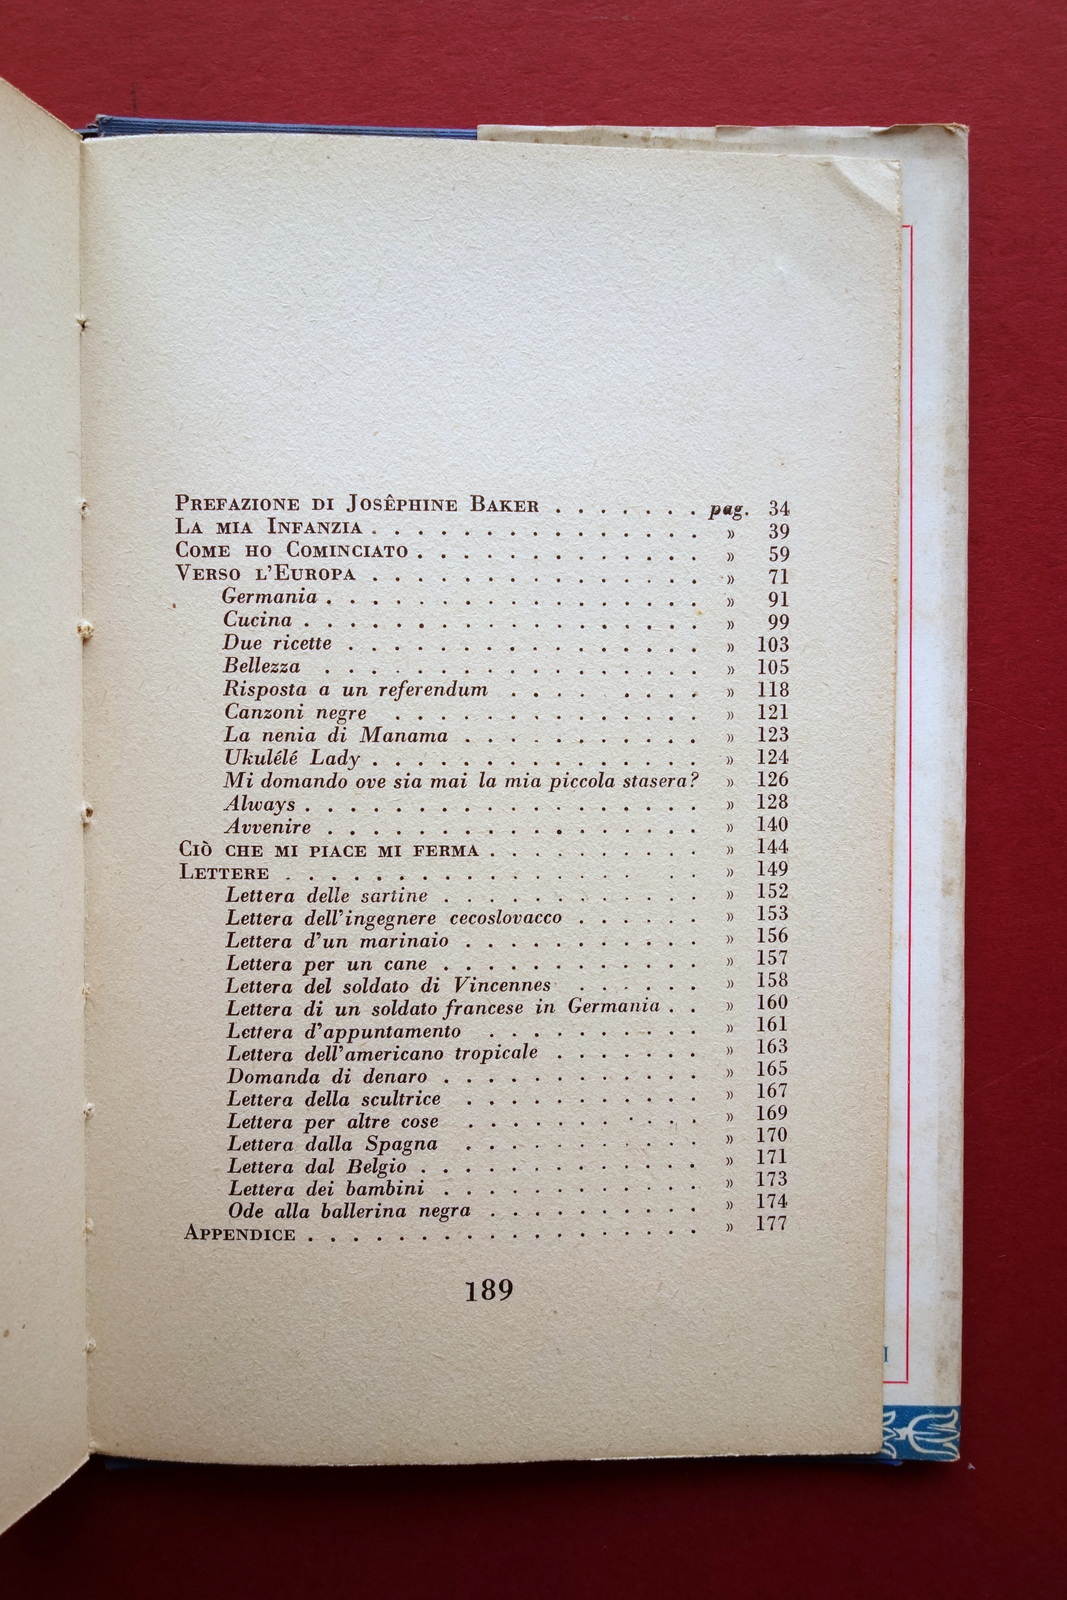 PREFAZIONE DI JOSÊPHINE BAKER . . . . . . . pag. 34
LA MIA INFANZIA . . . . . . . . . . . . . . . » 39
COME HO COMINCIATO . . . . . . . . . . . . . » 59
VERSO L'EUROPA . . . . . . . . . . . . . . . » 71
Germania . . . . . . . . . . . . . . . . . » 91
Cucina . . . . . . . . . . . . . . . . . . » 99
Due ricette . . . . . . . . . . . . . . . . » 103
Bellezza . . . . . . . . . . . . . . . . . » 105
Risposta a un referendum . . . . . . . . . » 118
Canzoni negre . . . . . . . . . . . . . . » 121
La nenia di Manama . . . . . . . . . . . » 123
Ukulélé Lady . . . . . . . . . . . . . . . » 124
Mi domando ove sia mai la mia piccola stasera? » 126
Always . . . . . . . . . . . . . . . . . . » 128
Avvenire . . . . . . . . . . . . . . . . . » 140
CIÒ CHE MI PIACE MI FERMA . . . . . . . . . . » 144
LETTERE . . . . . . . . . . . . . . . . . . » 149
Lettera delle sartine . . . . . . . . . . . . » 152
Lettera dell'ingegnere cecoslovacco . . . . . . » 153
Lettera d'un marinaio . . . . . . . . . . . » 156
Lettera per un cane . . . . . . . . . . . . » 157
Lettera del soldato di Vincennes . . . . . . » 158
Lettera di un soldato francese in Germania . . » 160
Lettera d'appuntamento . . . . . . . . . . » 161
Lettera dell'americano tropicale . . . . . . . » 163
Domanda di denaro . . . . . . . . . . . . » 165
Lettera della scultrice . . . . . . . . . . . » 167
Lettera per altre cose . . . . . . . . . . . » 169
Lettera dalla Spagna . . . . . . . . . . . » 170
Lettera dal Belgio . . . . . . . . . . . . . » 171
Lettera dei bambini . . . . . . . . . . . . » 173
Ode alla ballerina negra . . . . . . . . . . » 174
APPENDICE . . . . . . . . . . . . . . . . . . » 177
189